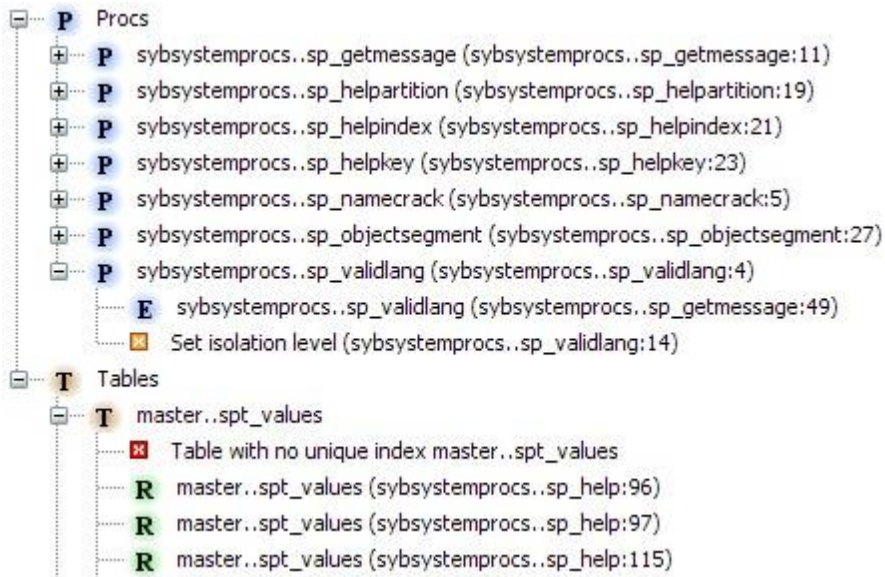 P Procs
P sybsystemprocs..sp_getmessage (sybsystemprocs..sp_getmessage:11)
P sybsystemprocs..sp_helpartition (sybsystemprocs..sp_helpartition:19)
P sybsystemprocs..sp_helpindex (sybsystemprocs..sp_helpindex:21)
P sybsystemprocs..sp_helpkey (sybsystemprocs..sp_helpkey:23)
P sybsystemprocs..sp_namecrack (sybsystemprocs..sp_namecrack:5)
P sybsystemprocs..sp_objectsegment (sybsystemprocs..sp_objectsegment:27)
P sybsystemprocs..sp_validlang (sybsystemprocs..sp_validlang:4)
E sybsystemprocs..sp_validlang (sybsystemprocs..sp_getmessage:49)
Set isolation level (sybsystemprocs..sp_validlang:14)
T Tables
T master..spt_values
Table with no unique index master..spt_values
R master..spt_values (sybsystemprocs..sp_help:96)
R master..spt_values (sybsystemprocs..sp_help:97)
R master..spt_values (sybsystemprocs..sp_help:115)